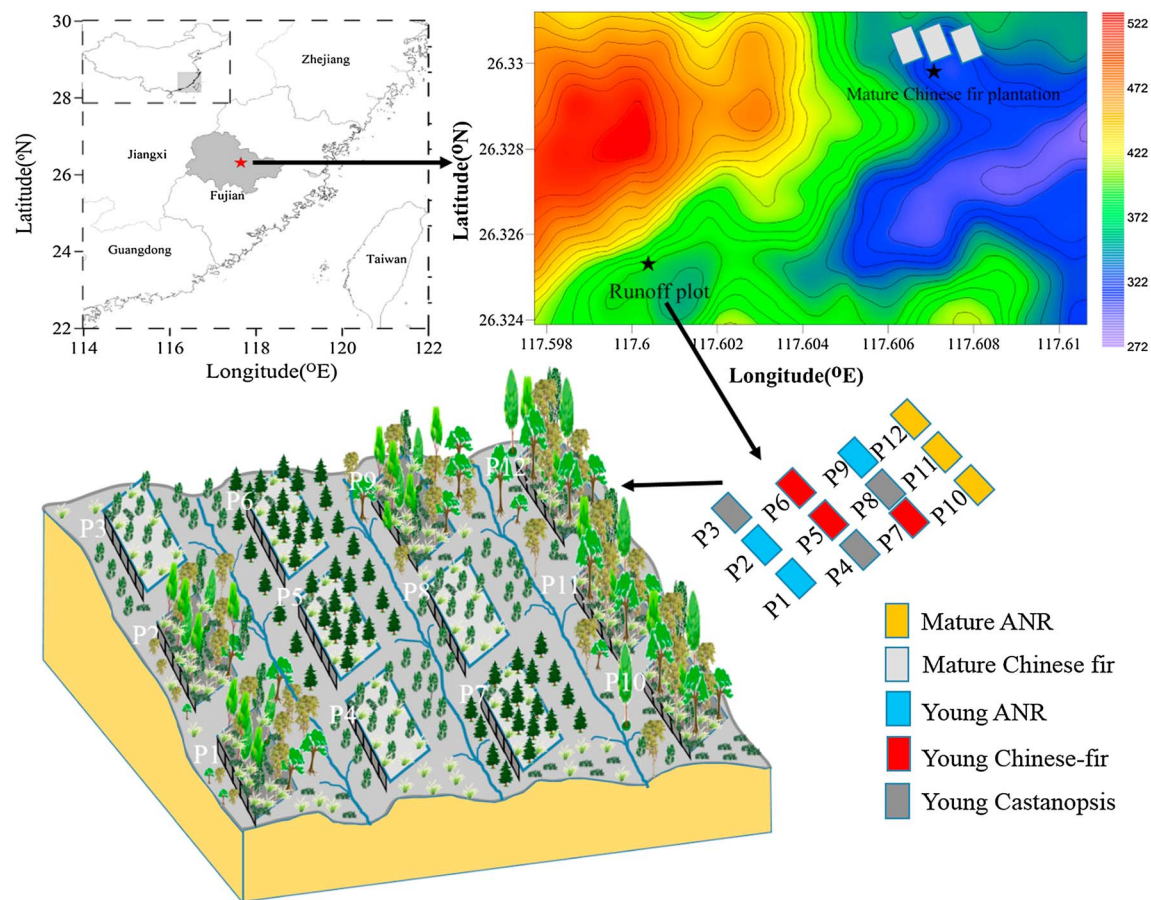 30
28
26
24
22
Latitude(⁰N)
114
116
118
120
122
Longitude(⁰E)
Zhejiang
Jiangxi
Fujian
Guangdong
Taiwan
26.33
26.328
26.326
26.324
Latitude(⁰N)
117.598
117.6
117.602
117.604
117.606
117.608
117.61
Longitude(⁰E)
Mature Chinese fir plantation
Runoff plot
522
472
422
372
322
272
P12
P9
P11
P6
P8
P10
P3
P5
P7
P2
P4
P1
Mature ANR
Mature Chinese fir
Young ANR
Young Chinese-fir
Young Castanopsis
P12
P9
P6
P3
P11
P8
P5
P2
P10
P7
P4
P1